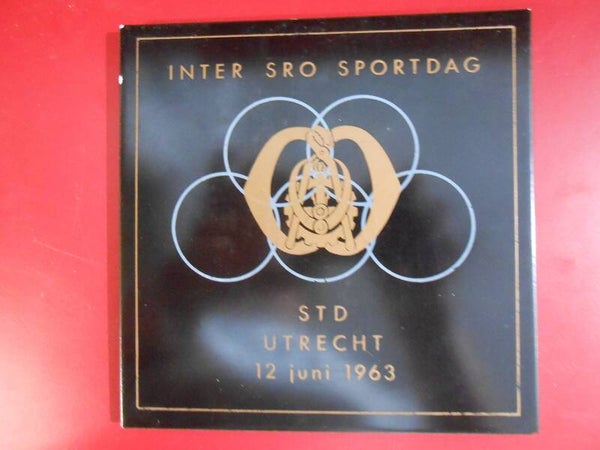 INTER SRO SPORTDAG
STD
UTRECHT
12 juni 1963